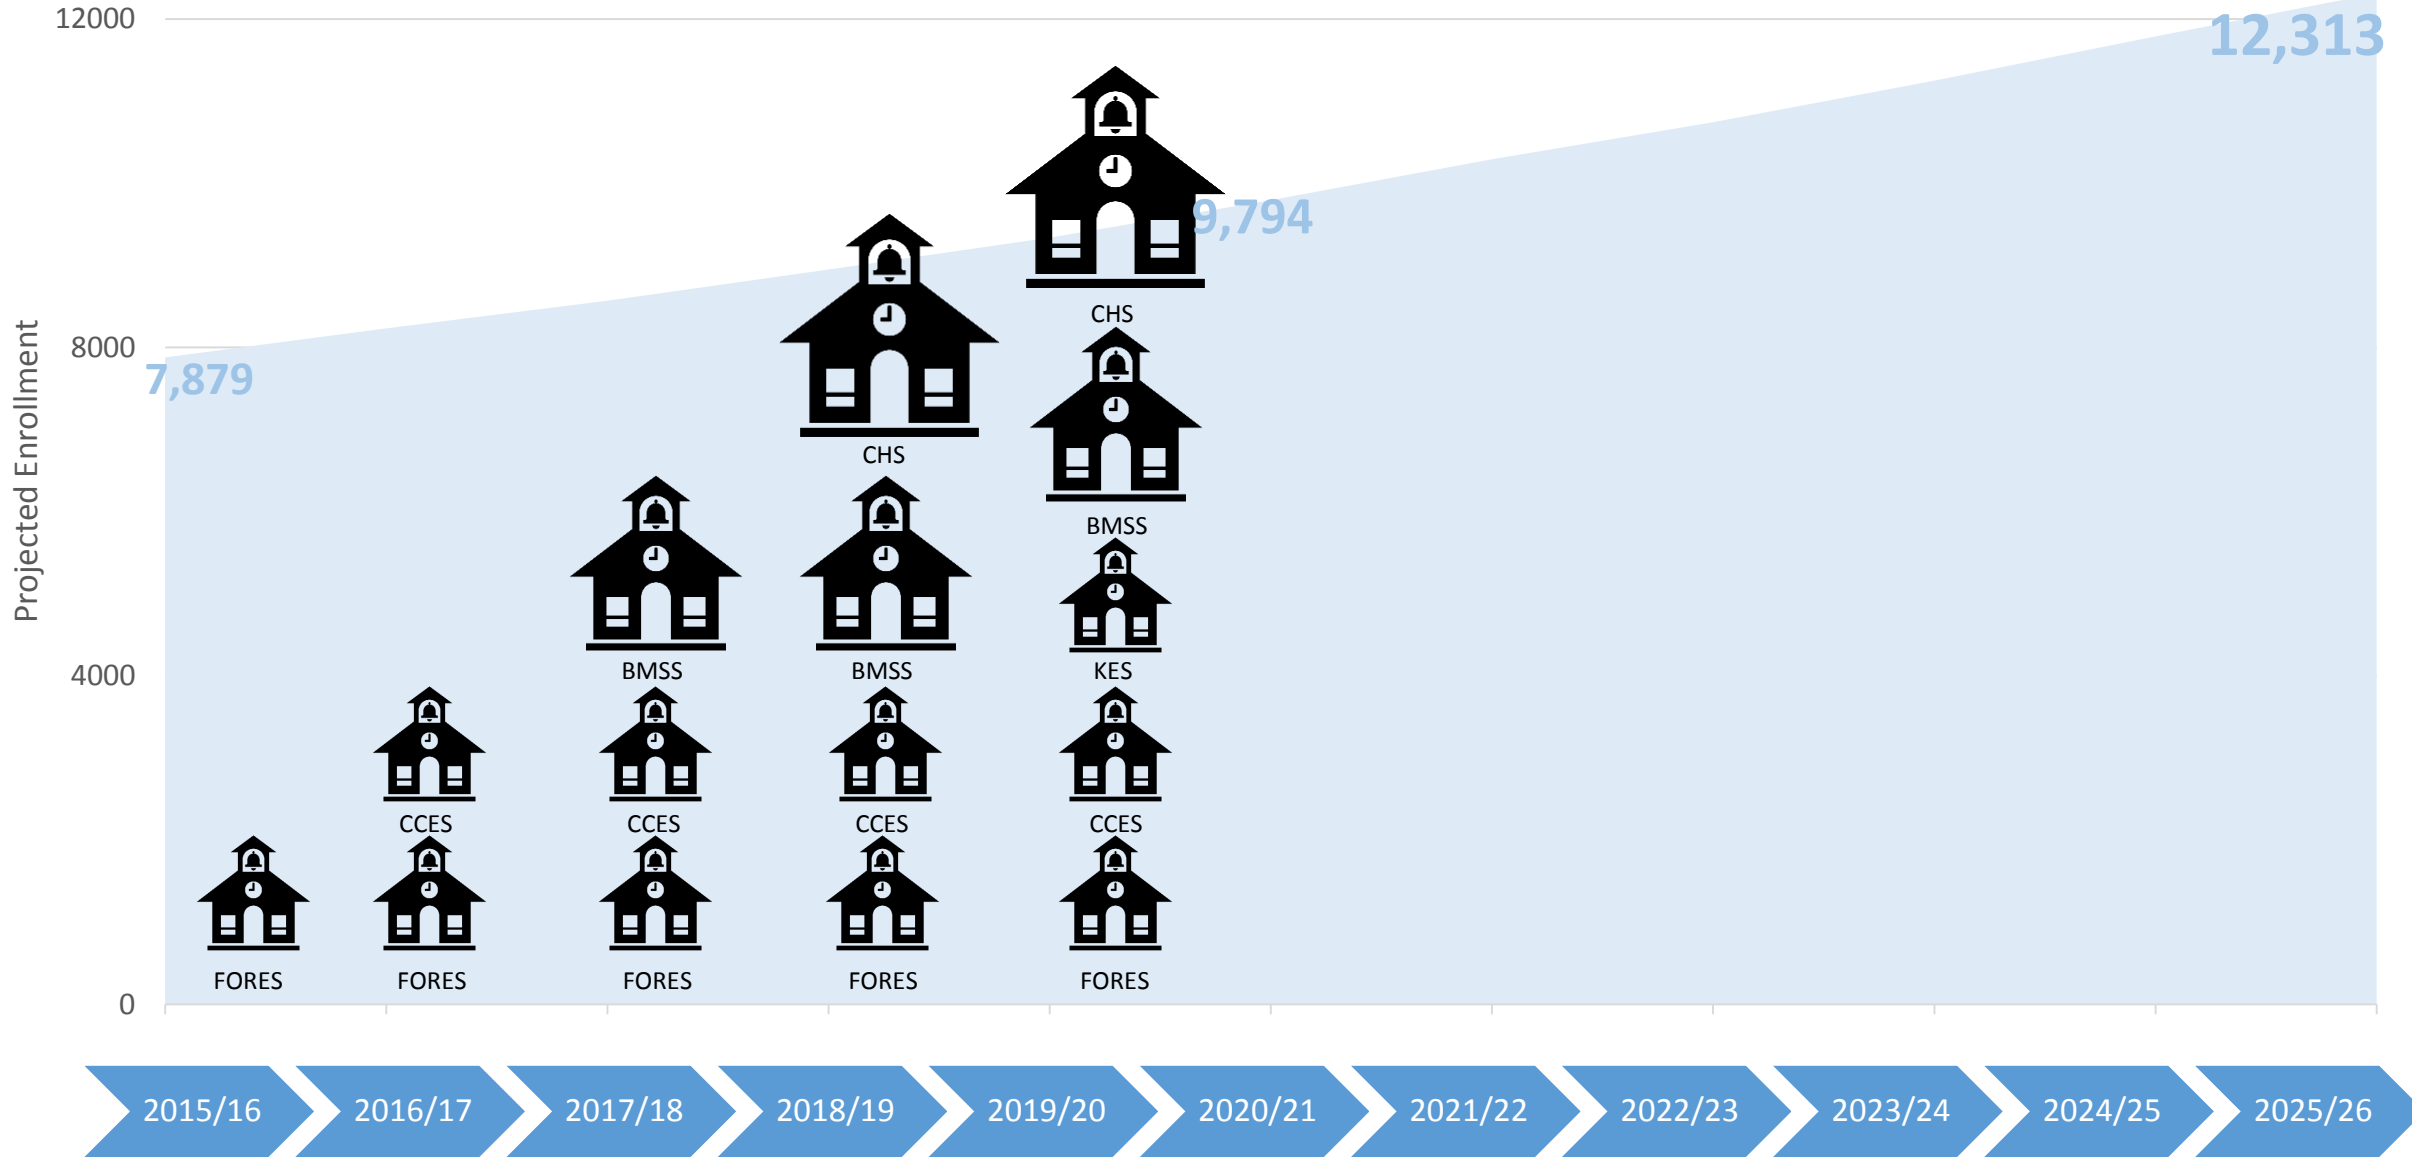 12000
12,313
9,794
CHS
8000
7,879
Projected Enrollment
CHS
BMSS
4000
BMSS
BMSS
KES
CCES
CCES
CCES
CCES
FORES
FORES
FORES
FORES
FORES
0
2015/16
2016/17
2017/18
2018/19
2019/20
2020/21
2021/22
2022/23
2023/24
2024/25
2025/26